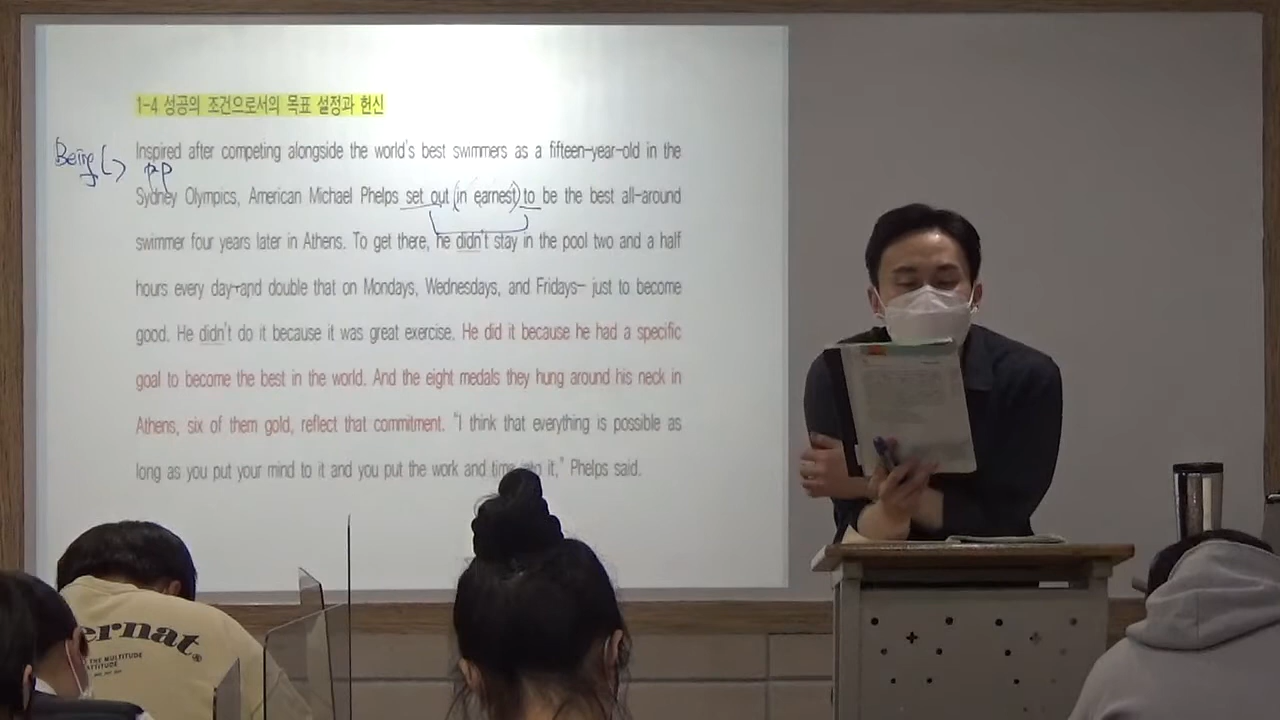 1-4 성공의 조건으로서의 목표 설정과 헌신
Being
Inspired after competing alongside the world's best swimmers as a fifteen-year-old in the
pp
Sydney Olympics, American Michael Phelps set out (in earnest) to be the best all-around
swimmer four years later in Athens. To get there, he didn't stay in the pool two and a half
hours every day-and double that on Mondays, Wednesdays, and Fridays- just to become
good. He didn't do it because it was great exercise. He did it because he had a specific
goal to become the best in the world. And the eight medals they hung around his neck in
Athens, six of them gold, reflect that commitment. "I think that everything is possible as
long as you put your mind to it and you put the work and time into it," Phelps said.
ernat
THE MULTITUDE
ATTITUDE